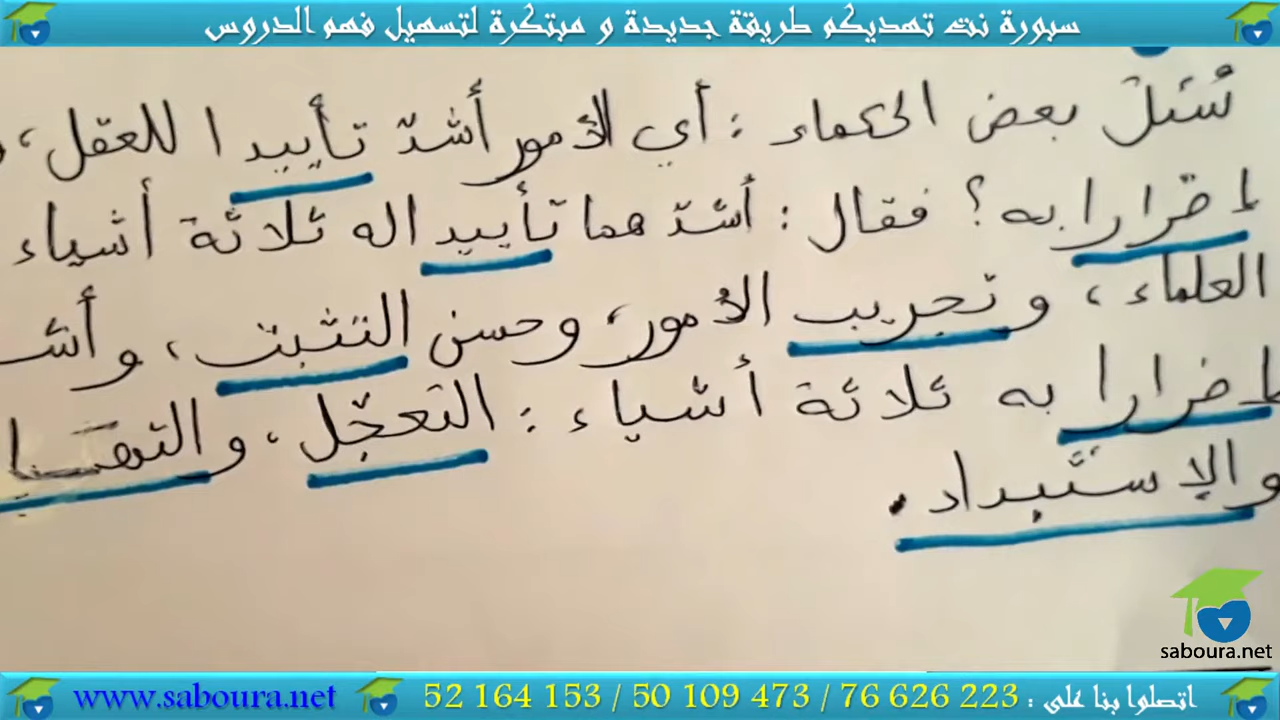 سبورة نت تهديكم طريقة جديدة و مبتكرة لتسهيل فهم الدروس
سُئل بعض الحكماء : أي الأمور أشدّ تأييدا للعقل،
إضرارا به ؟ فقال : أشدّهما تأييدا له ثلاثة أشياء
العلماء ، وتجريب الأمور، وحسن التثبت ، و
إضرارا به ثلاثة أشياء : التعجّل ، و
والإستبداد .
saboura.net
www.saboura.net 52 164 153 / 50 109 473 / 76 626 223 : اتصلوا بنا على